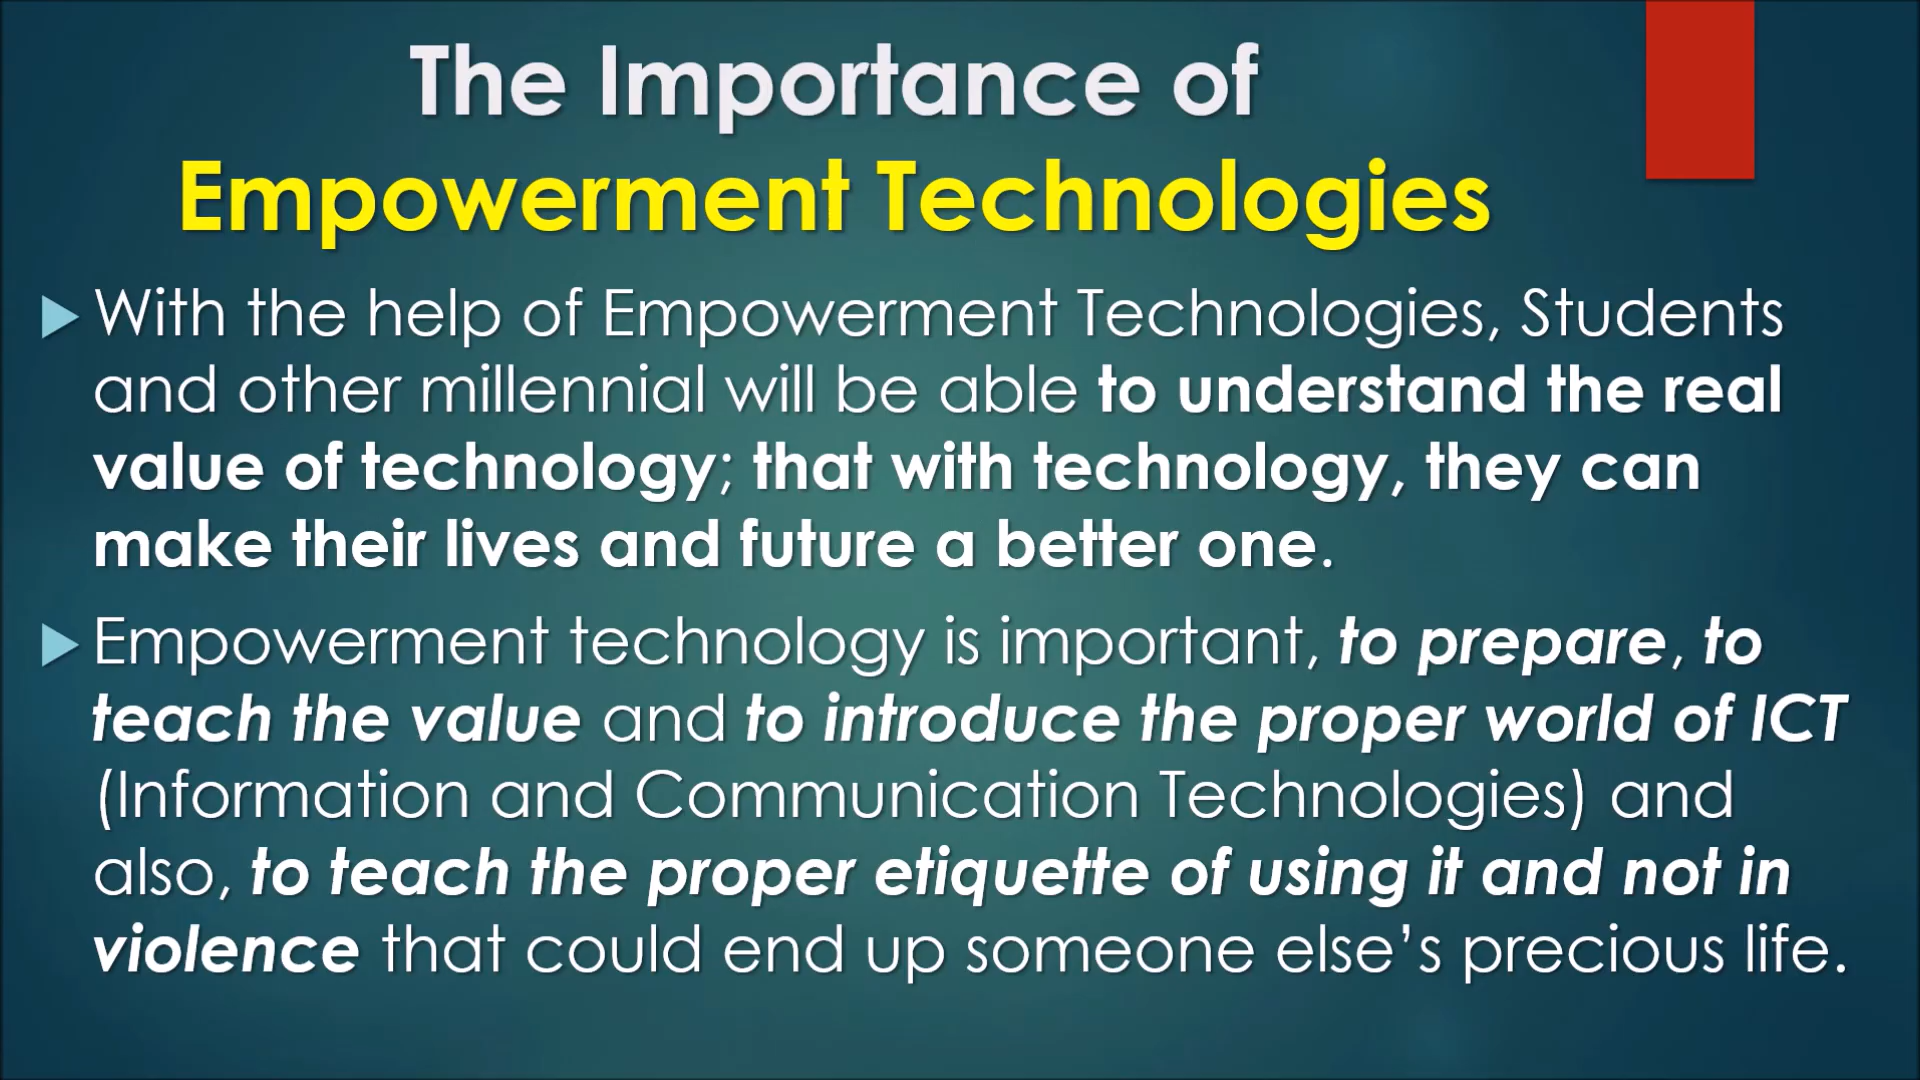 The Importance of
Empowerment Technologies
With the help of Empowerment Technologies, Students
and other millennial will be able to understand the real
value of technology; that with technology, they can
make their lives and future a better one.
Empowerment technology is important, to prepare, to
teach the value and to introduce the proper world of ICT
(Information and Communication Technologies) and
also, to teach the proper etiquette of using it and not in
violence that could end up someone else’s precious life.